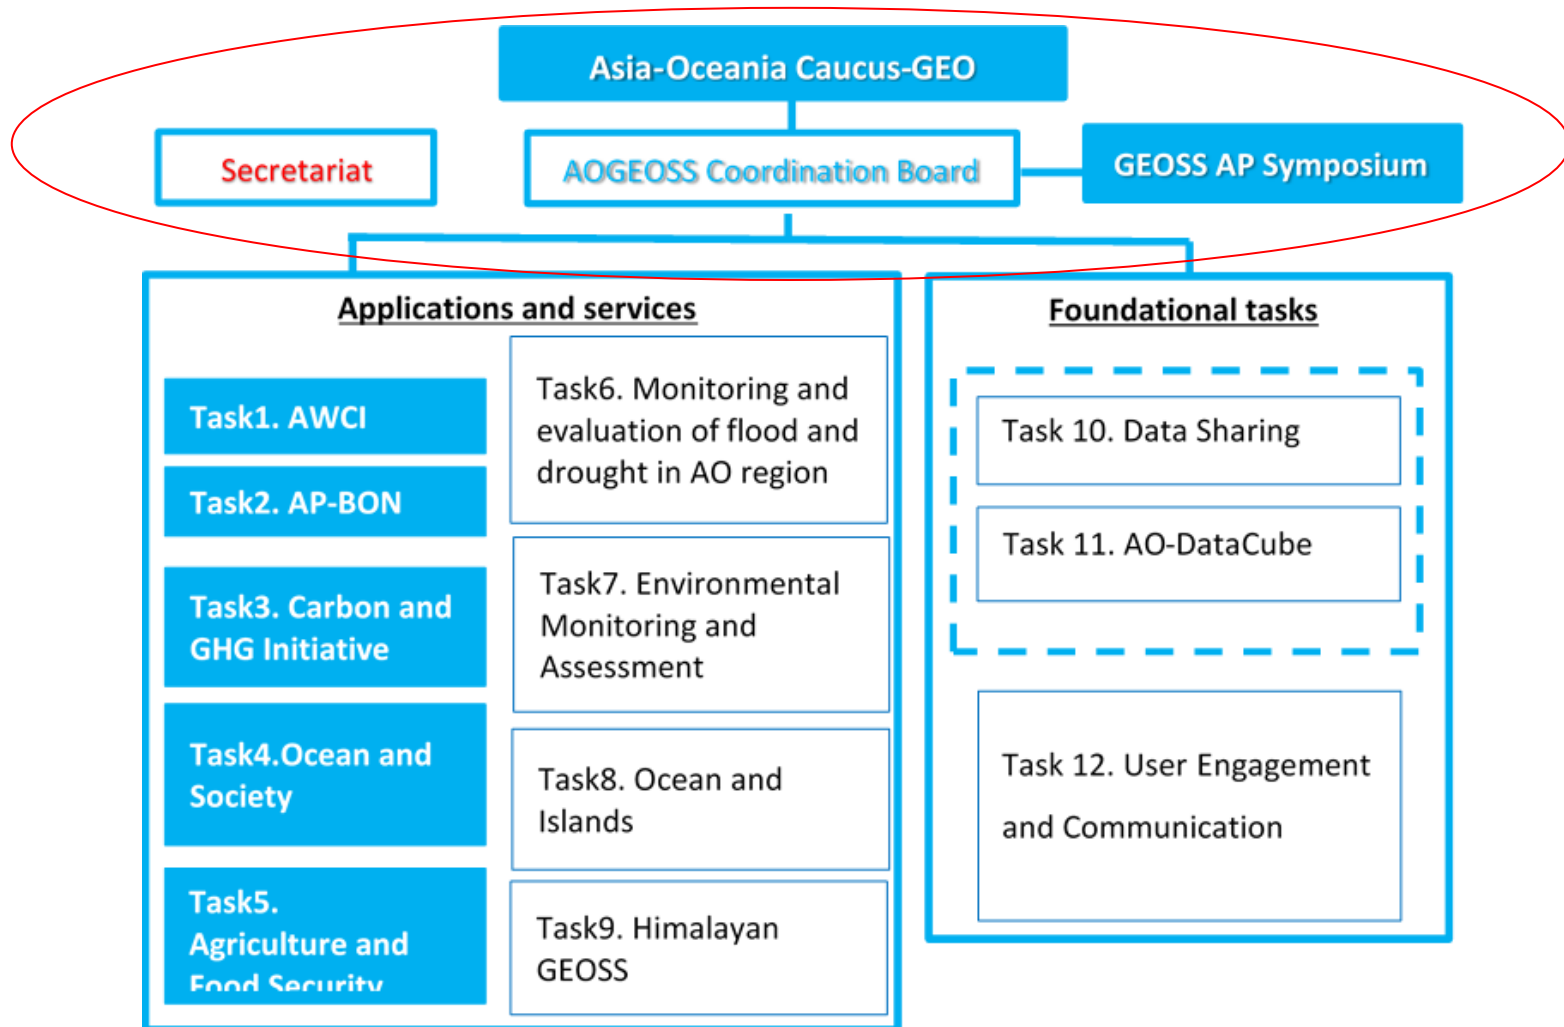 Asia-Oceania Caucus-GEO
Secretariat
AOGEOSS Coordination Board
GEOSS AP Symposium
Applications and services
Task1. AWCI
Task2. AP-BON
Task3. Carbon and
GHG Initiative
Task4.Ocean and
Society
Task5.
Agriculture and
Food Security
Task6. Monitoring and
evaluation of flood and
drought in AO region
Task7. Environmental
Monitoring and
Assessment
Task8. Ocean and
Islands
Task9. Himalayan
GEOSS
Foundational tasks
Task 10. Data Sharing
Task 11. AO-DataCube
Task 12. User Engagement
and Communication